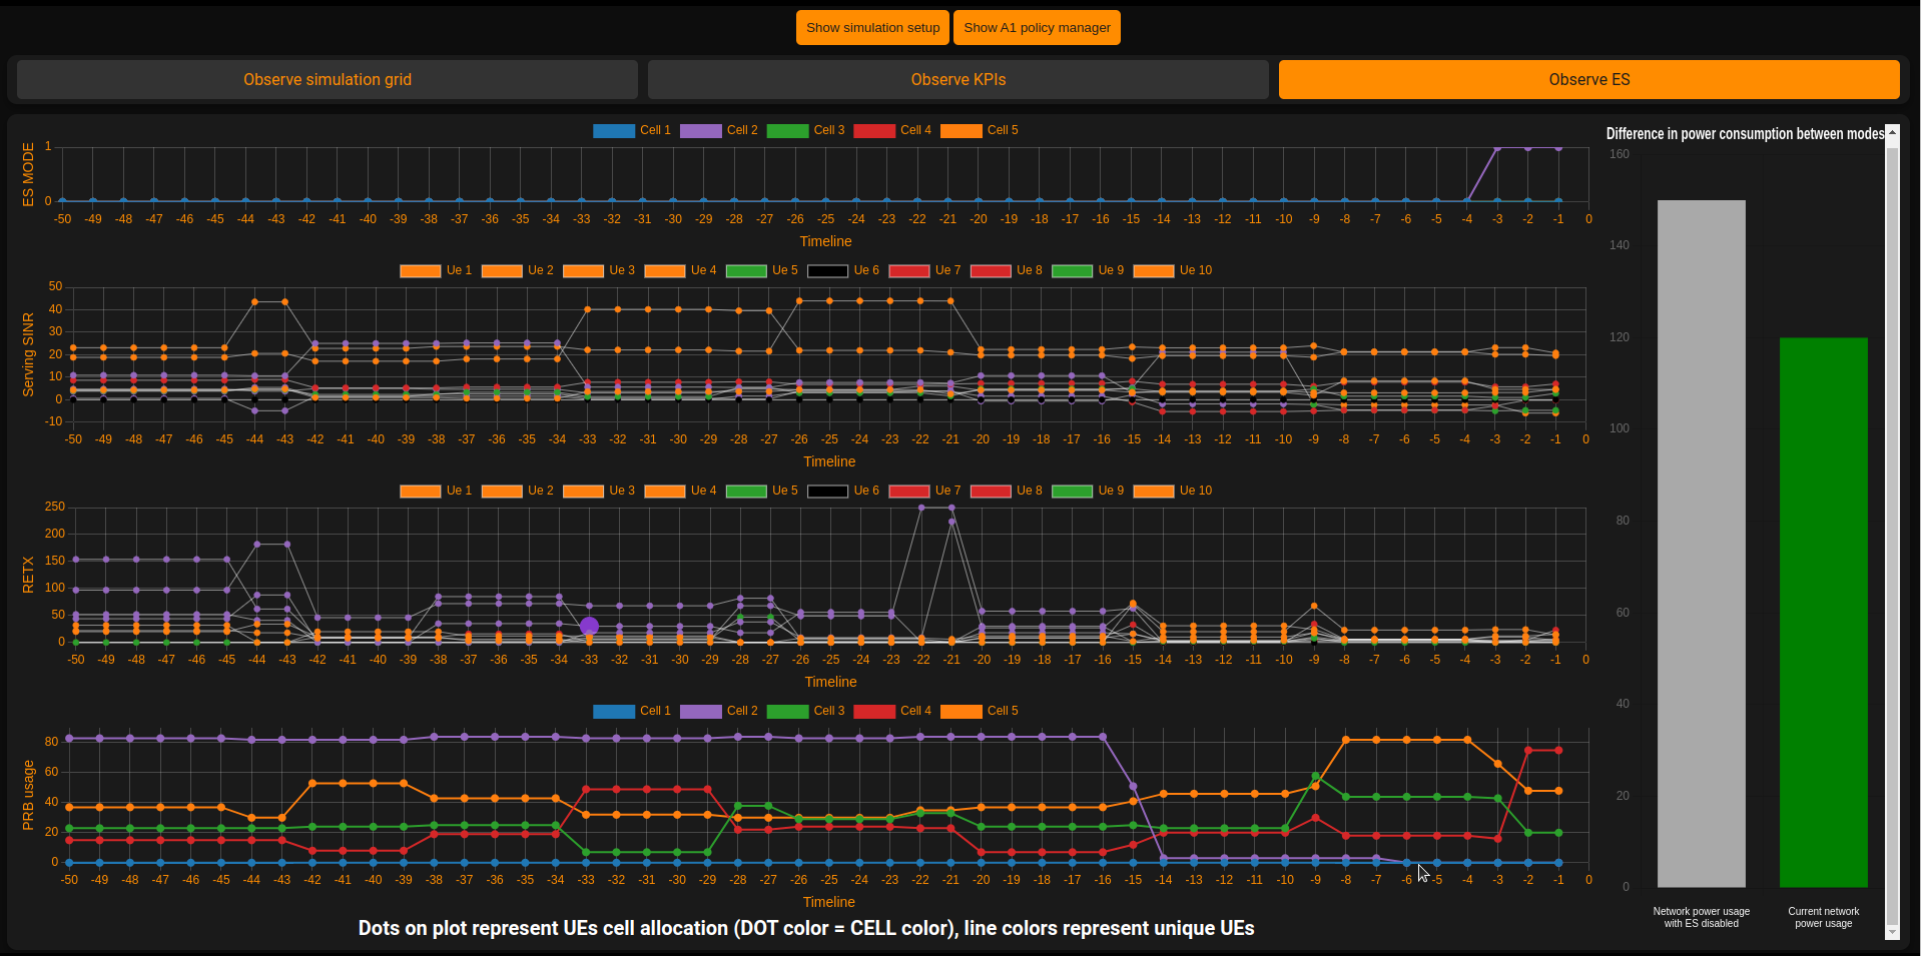 Show simulation setup Show A1 policy manager
Observe simulation grid Observe KPIs Observe ES
Cell 1 Cell 2 Cell 3 Cell 4 Cell 5
ES MODE
1
0
-50 -49 -48 -47 -46 -45 -44 -43 -42 -41 -40 -39 -38 -37 -36 -35 -34 -33 -32 -31 -30 -29 -28 -27 -26 -25 -24 -23 -22 -21 -20 -19 -18 -17 -16 -15 -14 -13 -12 -11 -10 -9 -8 -7 -6 -5 -4 -3 -2 -1 0
Timeline
Ue 1 Ue 2 Ue 3 Ue 4 Ue 5 Ue 6 Ue 7 Ue 8 Ue 9 Ue 10
Serving SINR
50
40
30
20
10
0
-10
-50 -49 -48 -47 -46 -45 -44 -43 -42 -41 -40 -39 -38 -37 -36 -35 -34 -33 -32 -31 -30 -29 -28 -27 -26 -25 -24 -23 -22 -21 -20 -19 -18 -17 -16 -15 -14 -13 -12 -11 -10 -9 -8 -7 -6 -5 -4 -3 -2 -1 0
Timeline
Ue 1 Ue 2 Ue 3 Ue 4 Ue 5 Ue 6 Ue 7 Ue 8 Ue 9 Ue 10
RETX
250
200
150
100
50
0
-50 -49 -48 -47 -46 -45 -44 -43 -42 -41 -40 -39 -38 -37 -36 -35 -34 -33 -32 -31 -30 -29 -28 -27 -26 -25 -24 -23 -22 -21 -20 -19 -18 -17 -16 -15 -14 -13 -12 -11 -10 -9 -8 -7 -6 -5 -4 -3 -2 -1 0
Timeline
Cell 1 Cell 2 Cell 3 Cell 4 Cell 5
PRB usage
80
60
40
20
0
-50 -49 -48 -47 -46 -45 -44 -43 -42 -41 -40 -39 -38 -37 -36 -35 -34 -33 -32 -31 -30 -29 -28 -27 -26 -25 -24 -23 -22 -21 -20 -19 -18 -17 -16 -15 -14 -13 -12 -11 -10 -9 -8 -7 -6 -5 -4 -3 -2 -1 0
Timeline
Dots on plot represent UEs cell allocation (DOT color = CELL color), line colors represent unique UEs
Difference in power consumption between modes
160
140
120
100
80
60
40
20
0
Network power usage
with ES disabled
Current network
power usage